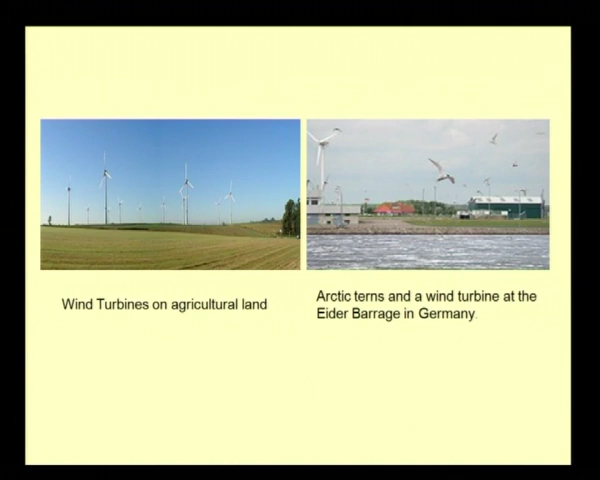 Wind Turbines on agricultural land
Arctic terns and a wind turbine at the
Eider Barrage in Germany.